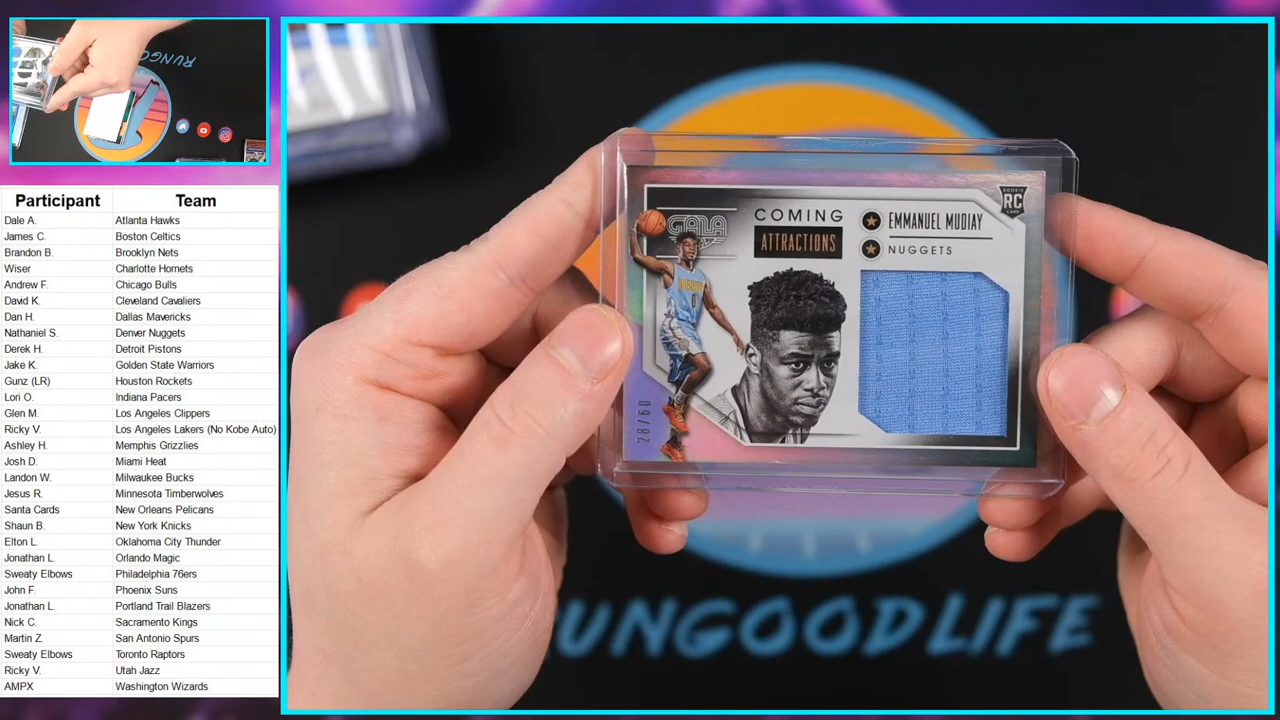 RUNGOOD
Participant Team
Dale A. Atlanta Hawks
James C. Boston Celtics
Brandon B. Brooklyn Nets
Wiser Charlotte Hornets
Andrew F. Chicago Bulls
David K. Cleveland Cavaliers
Dan H. Dallas Mavericks
Nathaniel S. Denver Nuggets
Derek H. Detroit Pistons
Jake K. Golden State Warriors
Gunz (LR) Houston Rockets
Lori O. Indiana Pacers
Glen M. Los Angeles Clippers
Ricky V. Los Angeles Lakers (No Kobe Auto)
Ashley H. Memphis Grizzlies
Josh D. Miami Heat
Landon W. Milwaukee Bucks
Jesus R. Minnesota Timberwolves
Santa Cards New Orleans Pelicans
Shaun B. New York Knicks
Elton L. Oklahoma City Thunder
Jonathan L. Orlando Magic
Sweaty Elbows Philadelphia 76ers
John F. Phoenix Suns
Jonathan L. Portland Trail Blazers
Nick C. Sacramento Kings
Martin Z. San Antonio Spurs
Sweaty Elbows Toronto Raptors
Ricky V. Utah Jazz
AMPX Washington Wizards
GALA
COMING
ATTRACTIONS
EMMANUEL MUDIAY
NUGGETS
ROOKIE
RC
CARD
0
28/60
RUNGOODLIFE